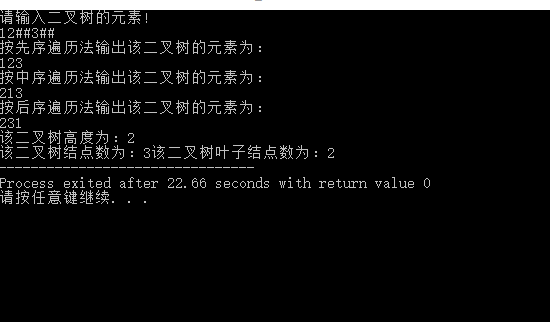 请输入二叉树的元素!
12##3##
按先序遍历法输出该二叉树的元素为:
123
按中序遍历法输出该二叉树的元素为:
213
按后序遍历法输出该二叉树的元素为:
231
该二叉树高度为: 2
该二叉树结点数为: 3该二叉树叶子结点数为: 2
--------------------------------
Process exited after 22.66 seconds with return value 0
请按任意键继续. . .